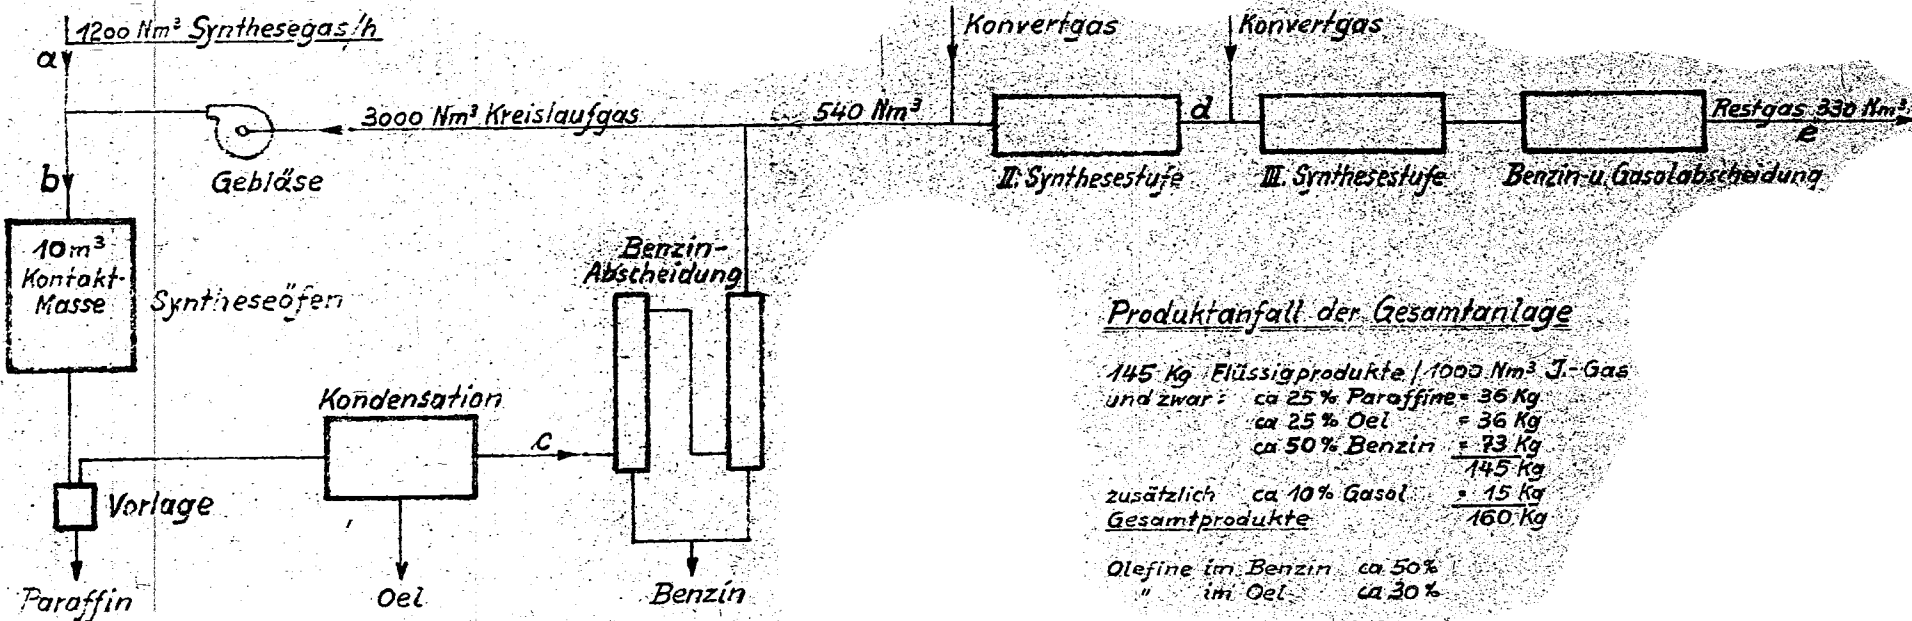 1200 Nm³ Synthesegas/h
a
Konvertgas
Konvertgas
3000 Nm³ Kreislaufgas
540 Nm³
d
Restgas 330 Nm³
e
Gebläse
II. Synthesestufe
III. Synthesestufe
Benzin- u. Gasolabscheidung
b
10 m³
Kontakt-
Masse
Syntheseöfen
Benzin-
Abscheidung
Kondensation
c
Vorlage
Paraffin
Oel
Benzin
Produktanfall der Gesamtanlage
145 Kg Flüssigprodukte / 1000 Nm³ J.-Gas
und zwar: ca 25% Paraffine = 36 Kg
ca 25% Oel = 36 Kg
ca 50% Benzin = 73 Kg
145 Kg
zusätzlich ca 10% Gasol = 15 Kg
Gesamtprodukte 160 Kg
Olefine im Benzin ca 50%
" im Oel ca 30%